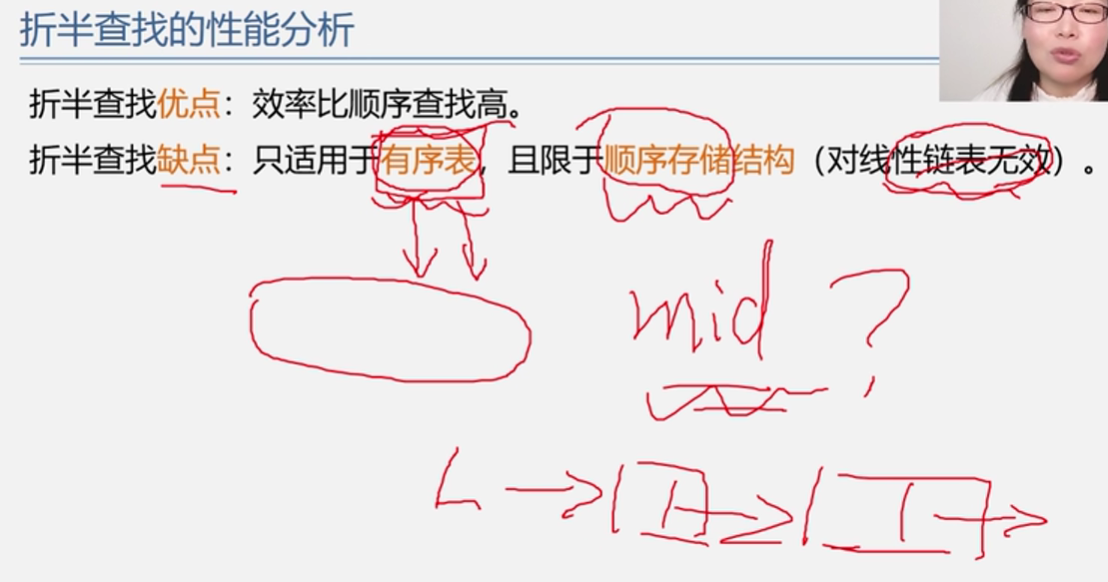 折半查找的性能分析
折半查找优点：效率比顺序查找高。
折半查找缺点：只适用于有序表，且限于顺序存储结构（对线性链表无效）。
mid ?
L